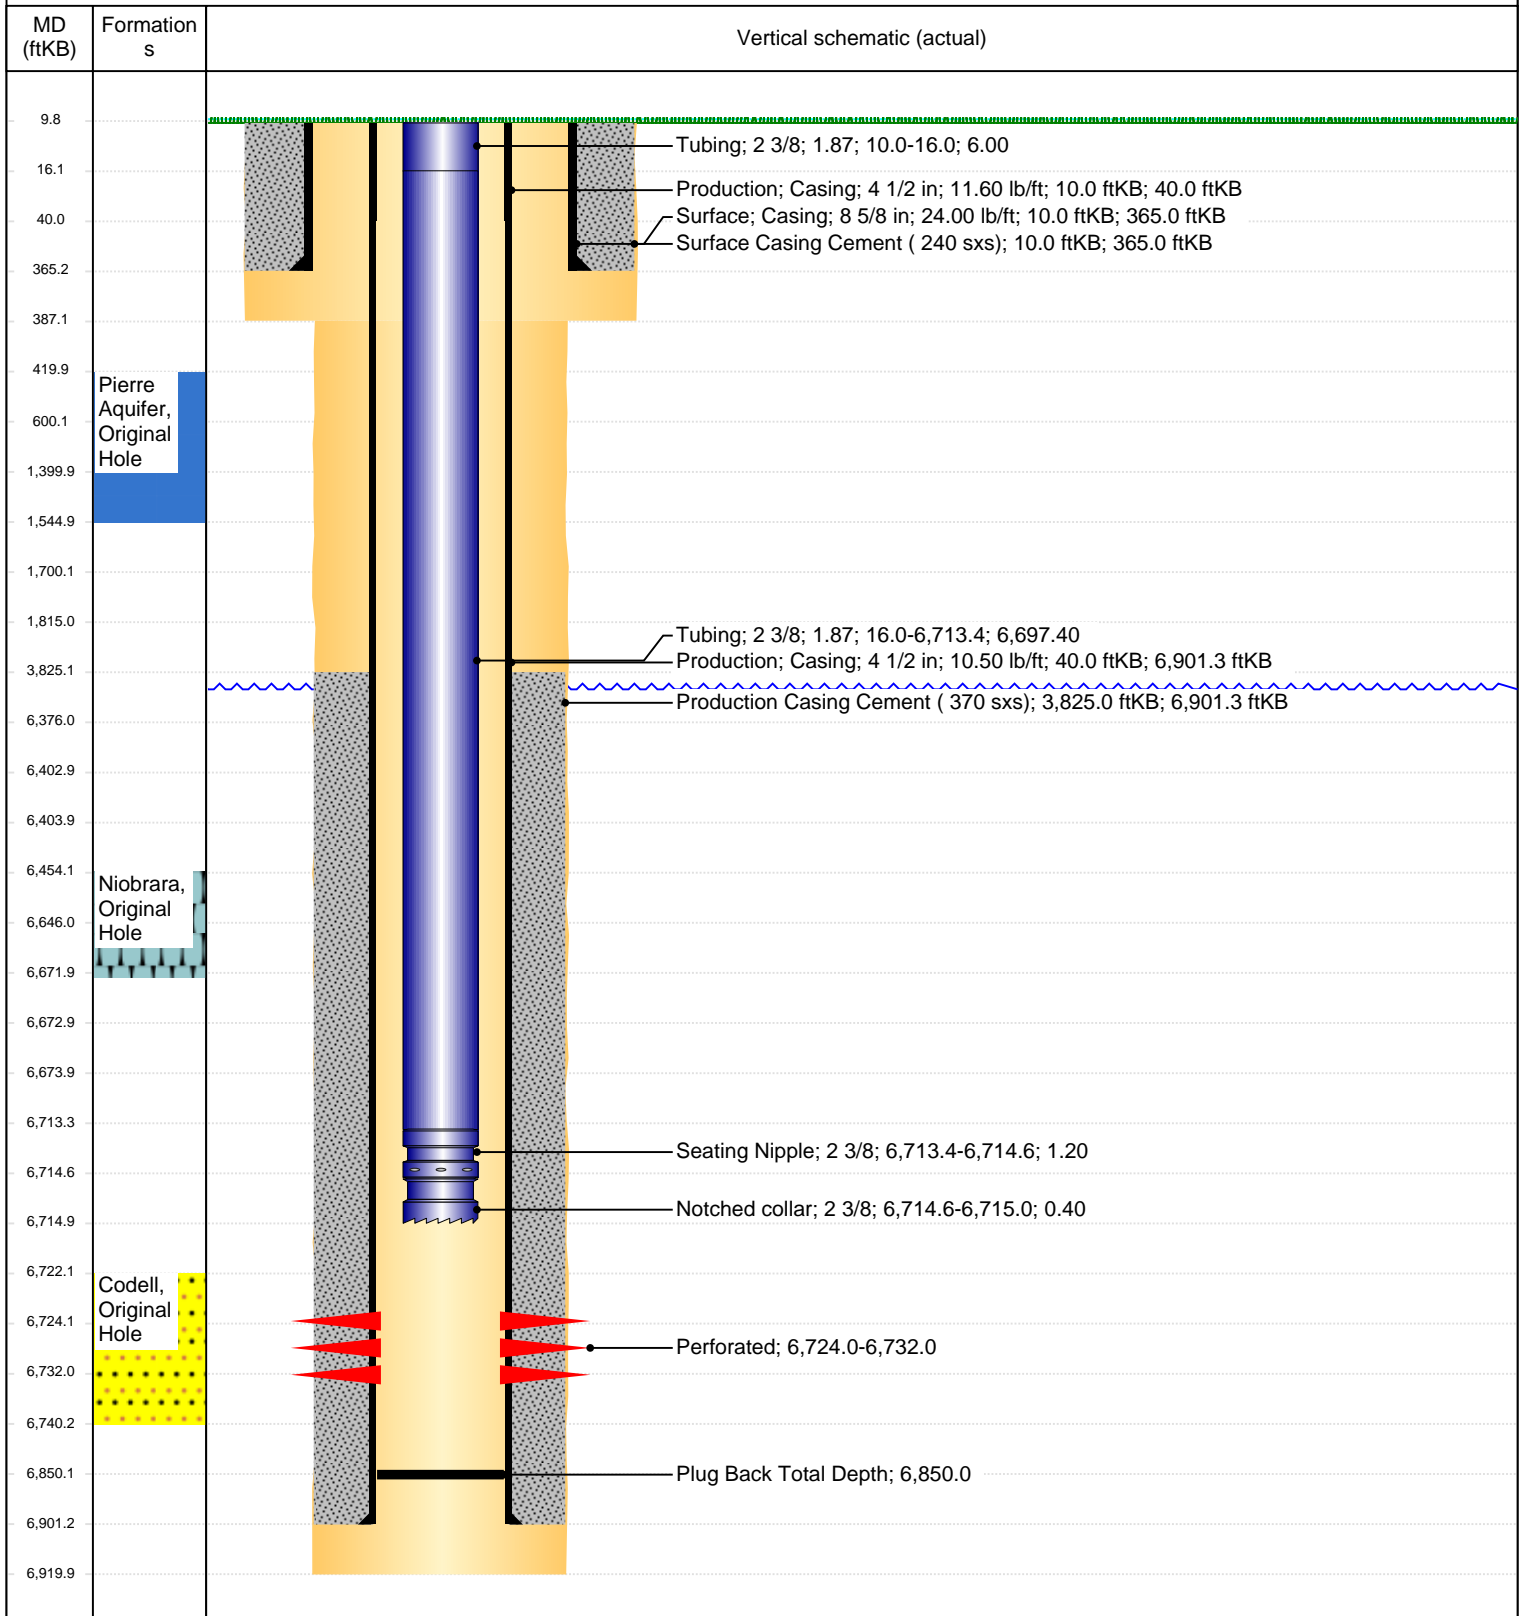 MD
(ftKB)
Formation
s
Vertical schematic (actual)
9.8
Tubing; 2 3/8; 1.87; 10.0-16.0; 6.00
16.1
Production; Casing; 4 1/2 in; 11.60 lb/ft; 10.0 ftKB; 40.0 ftKB
40.0
Surface; Casing; 8 5/8 in; 24.00 lb/ft; 10.0 ftKB; 365.0 ftKB
Surface Casing Cement ( 240 sxs); 10.0 ftKB; 365.0 ftKB
365.2
387.1
419.9
Pierre
Aquifer,
Original
Hole
600.1
1,399.9
1,544.9
1,700.1
1,815.0
Tubing; 2 3/8; 1.87; 16.0-6,713.4; 6,697.40
Production; Casing; 4 1/2 in; 10.50 lb/ft; 40.0 ftKB; 6,901.3 ftKB
3,825.1
Production Casing Cement ( 370 sxs); 3,825.0 ftKB; 6,901.3 ftKB
6,376.0
6,402.9
6,403.9
6,454.1
Niobrara,
Original
Hole
6,646.0
6,671.9
6,672.9
6,673.9
6,713.3
Seating Nipple; 2 3/8; 6,713.4-6,714.6; 1.20
6,714.6
Notched collar; 2 3/8; 6,714.6-6,715.0; 0.40
6,714.9
6,722.1
Codell,
Original
Hole
6,724.1
Perforated; 6,724.0-6,732.0
6,732.0
6,740.2
6,850.1
Plug Back Total Depth; 6,850.0
6,901.2
6,919.9